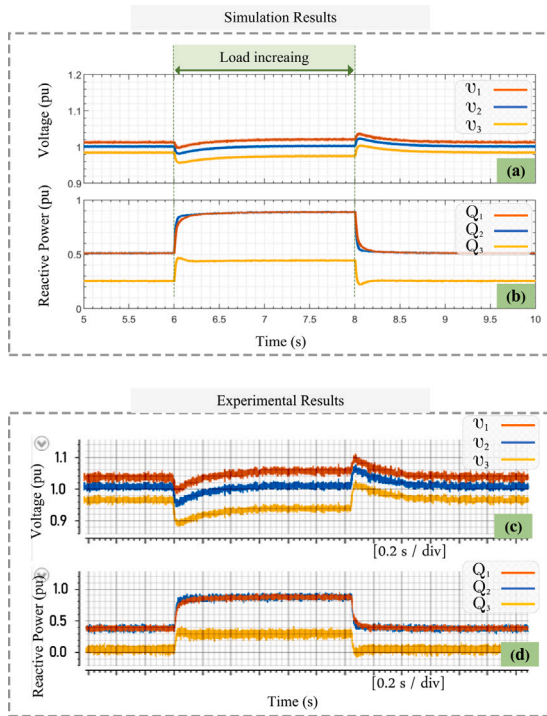 Simulation Results
Load increaing
1.2
1.1
1
0.9
Voltage (pu)
υ1
υ2
υ3
(a)
1
0.5
0
Reactive Power (pu)
Q1
Q2
Q3
(b)
5 5.5 6 6.5 7 7.5 8 8.5 9 9.5 10
Time (s)
Experimental Results
υ1
υ2
υ3
1.1
1.0
0.9
Voltage (pu)
(c)
[0.2 s / div]
Q1
Q2
Q3
1.0
0.5
0.0
Reactive Power (pu)
(d)
[0.2 s / div]
Time (s)